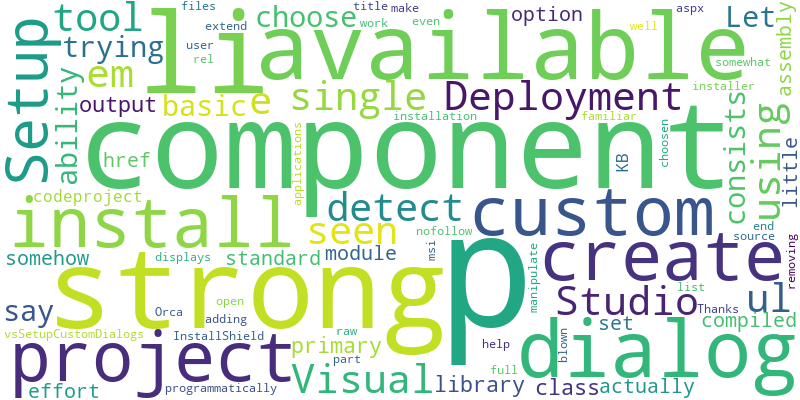 files title make even aspx
tool choose work option Let
extend
Setup trying user li available well assembly
rel somewhat
em
output basic e single Deployment installer
ability component installation familiar using
href applications KB choosen consists little
codeproject
install detect custom
seen nofollow end
somehow standard module msi source removing
displays strong p create
manipulate
say Orca adding open list Thanks Studio ul
InstallShield set compiled
vsSetupCustomDialogs raw help dialog
project primary part blown
Visual full
effort programmatically library class actually